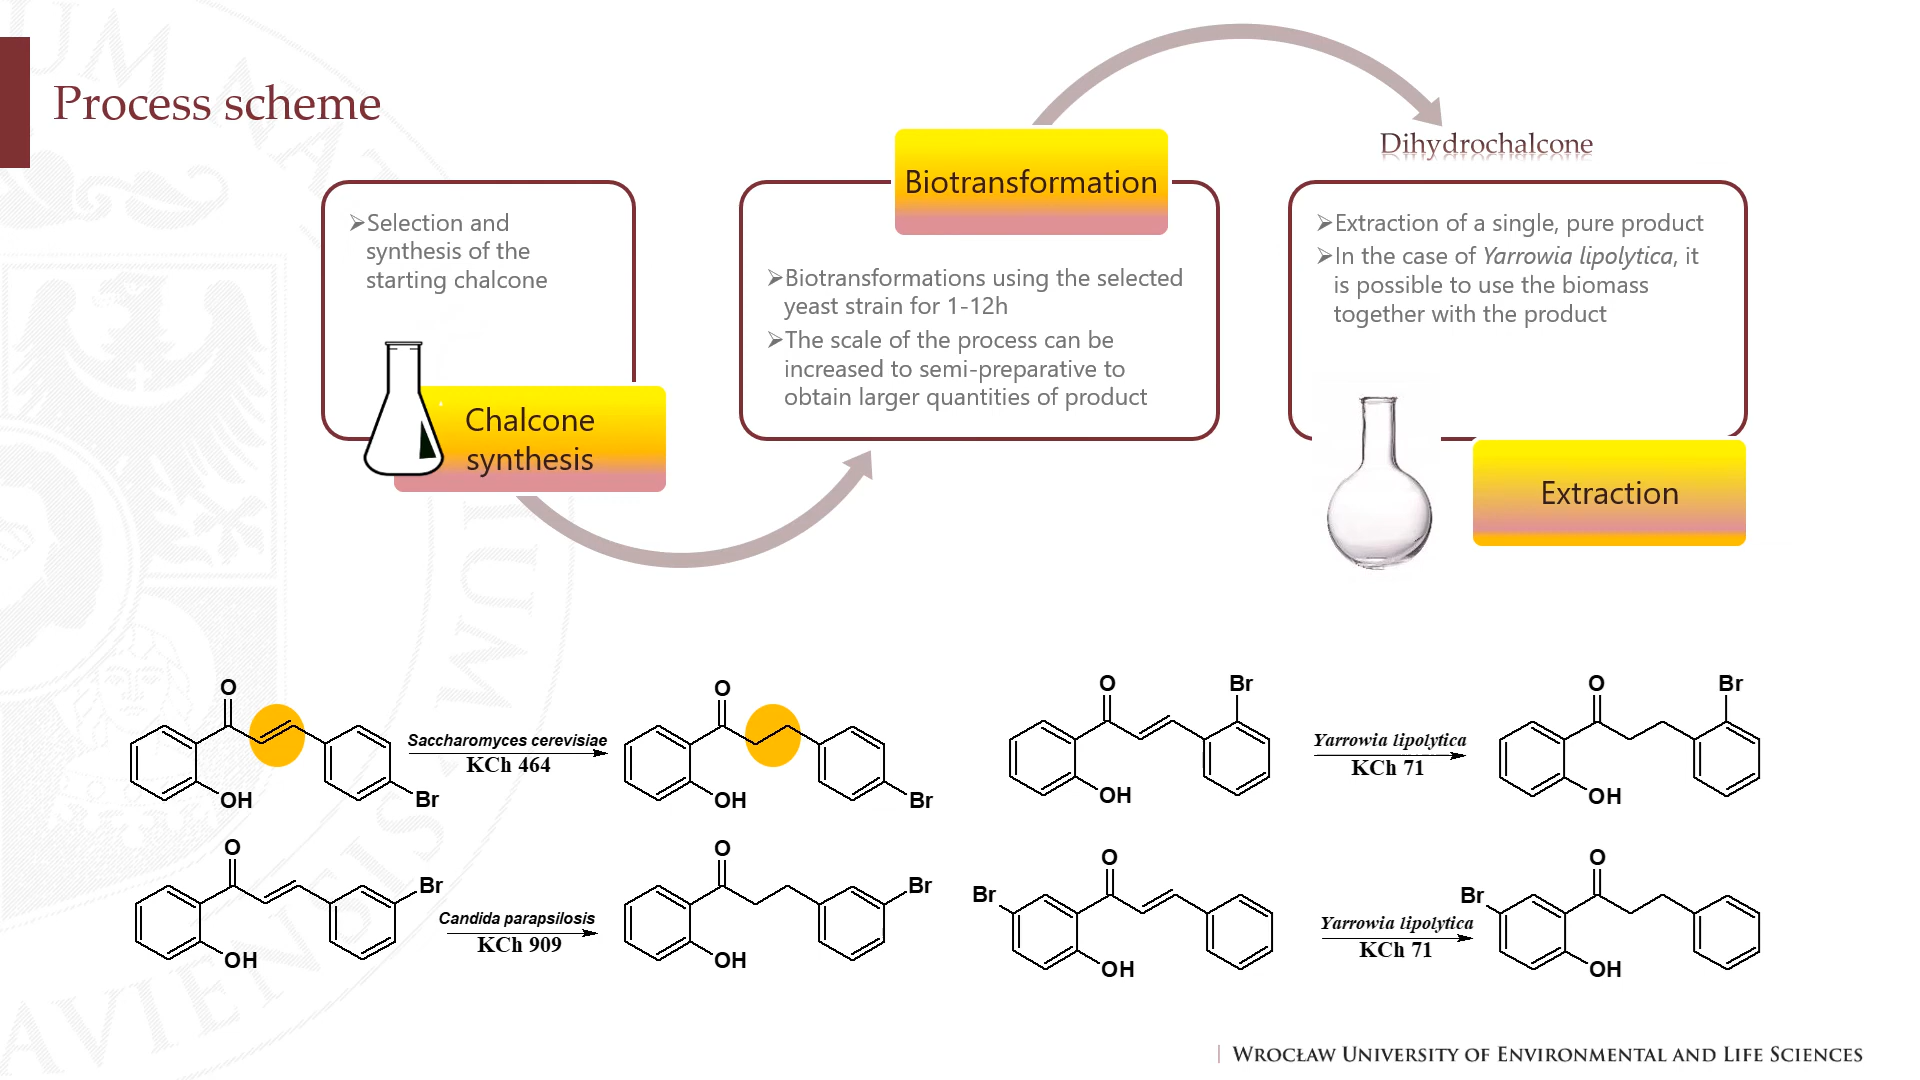 Process scheme
➢Selection and
synthesis of the
starting chalcone
Chalcone
synthesis
Biotransformation
➢Biotransformations using the selected
yeast strain for 1-12h
➢The scale of the process can be
increased to semi-preparative to
obtain larger quantities of product
Dihydrochalcone
➢Extraction of a single, pure product
➢In the case of Yarrowia lipolytica, it
is possible to use the biomass
together with the product
Extraction
O
OH
Br
Saccharomyces cerevisiae
KCh 464
O
OH
Br
O
Br
OH
Yarrowia lipolytica
KCh 71
O
Br
OH
O
Br
OH
Candida parapsilosis
KCh 909
O
Br
OH
O
Br
OH
Yarrowia lipolytica
KCh 71
O
Br
OH
WROCŁAW UNIVERSITY OF ENVIRONMENTAL AND LIFE SCIENCES